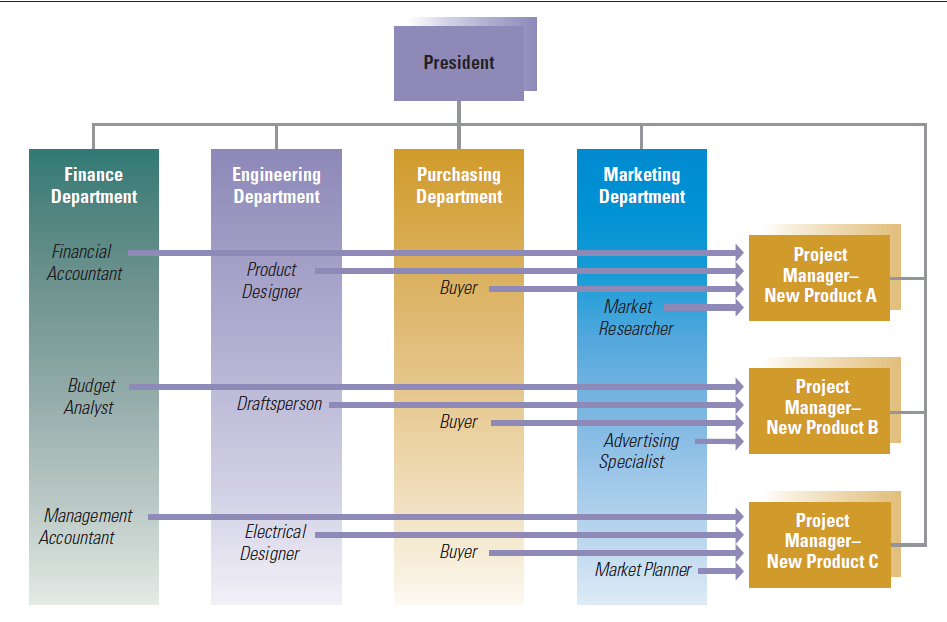 President
Finance
Department
Engineering
Department
Purchasing
Department
Marketing
Department
Financial
Accountant
Product
Designer
Buyer
Market
Researcher
Project
Manager–
New Product A
Budget
Analyst
Draftsperson
Buyer
Advertising
Specialist
Project
Manager–
New Product B
Management
Accountant
Electrical
Designer
Buyer
Market Planner
Project
Manager–
New Product C